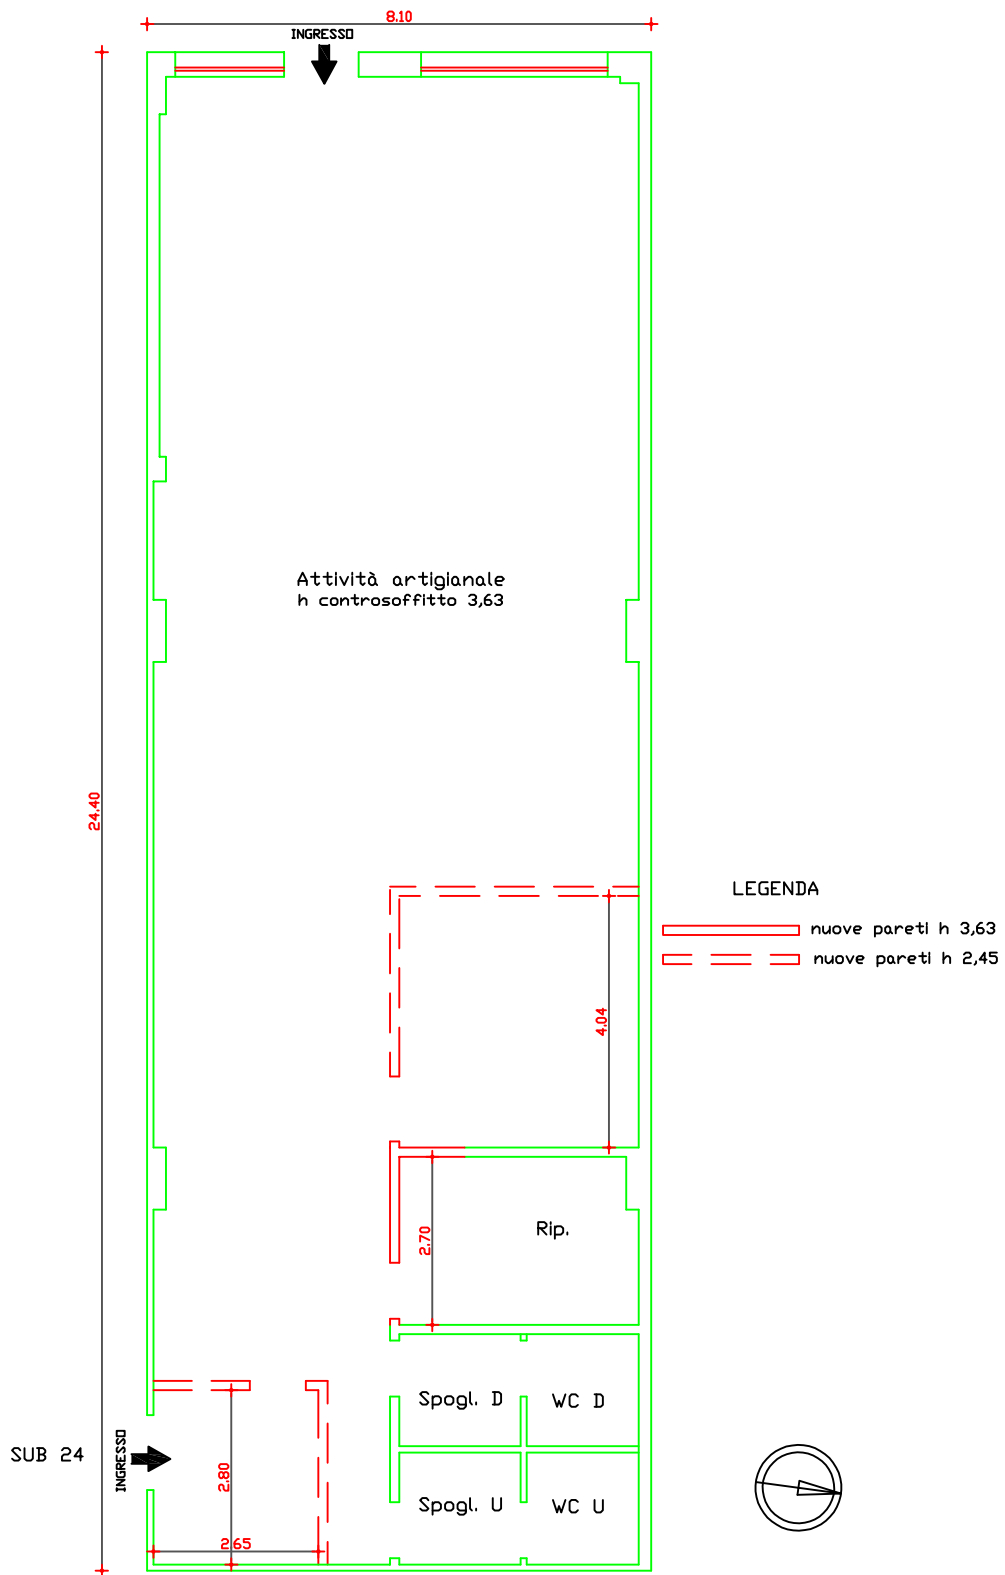 8.10
INGRESSO
Attività artigianale
h controsoffitto 3,63
24.40
LEGENDA
nuove pareti h 3,63
nuove pareti h 2,45
4.04
2.70
Rip.
Spogl. D
WC D
SUB 24
INGRESSO
2.80
Spogl. U
WC U
2.65